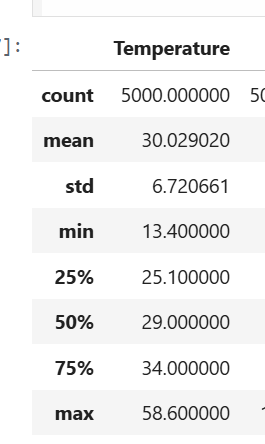 ]:
Temperature
count 5000.000000 50
mean 30.029020
std 6.720661
min 13.400000
25% 25.100000
50% 29.000000
75% 34.000000
max 58.600000